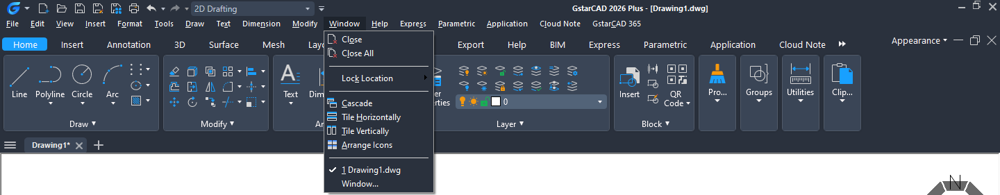 2D Drafting
GstarCAD 2026 Plus - [Drawing1.dwg]
File Edit View Insert Format Tools Draw Text Dimension Modify Window Help Express Parametric Application Cloud Note GstarCAD 365
Home Insert Annotation 3D Surface Mesh Export Help BIM Express Parametric Application Cloud Note Appearance
Close
Close All
Lock Location
Cascade
Tile Horizontally
Tile Vertically
Arrange Icons
1 Drawing1.dwg
Window...
Line Polyline Circle Arc
Draw
Modify
Text
0
Layer
Insert
QR
Code
Block
Pro...
Groups
Utilities
Clip...
Drawing1*
N